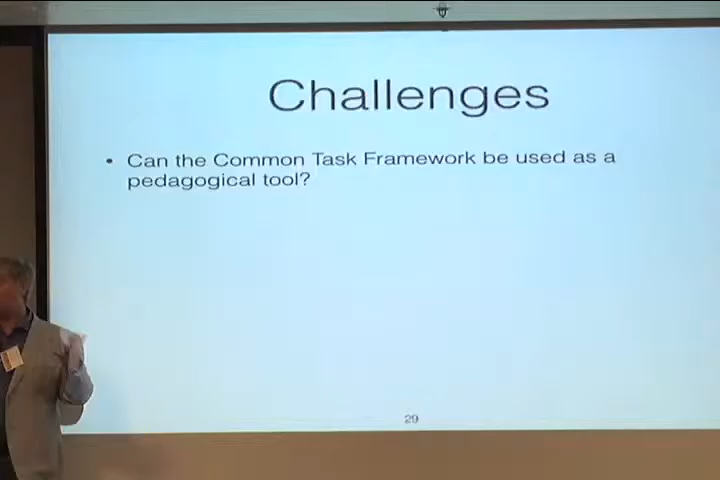 Challenges
• Can the Common Task Framework be used as a
pedagogical tool?
29